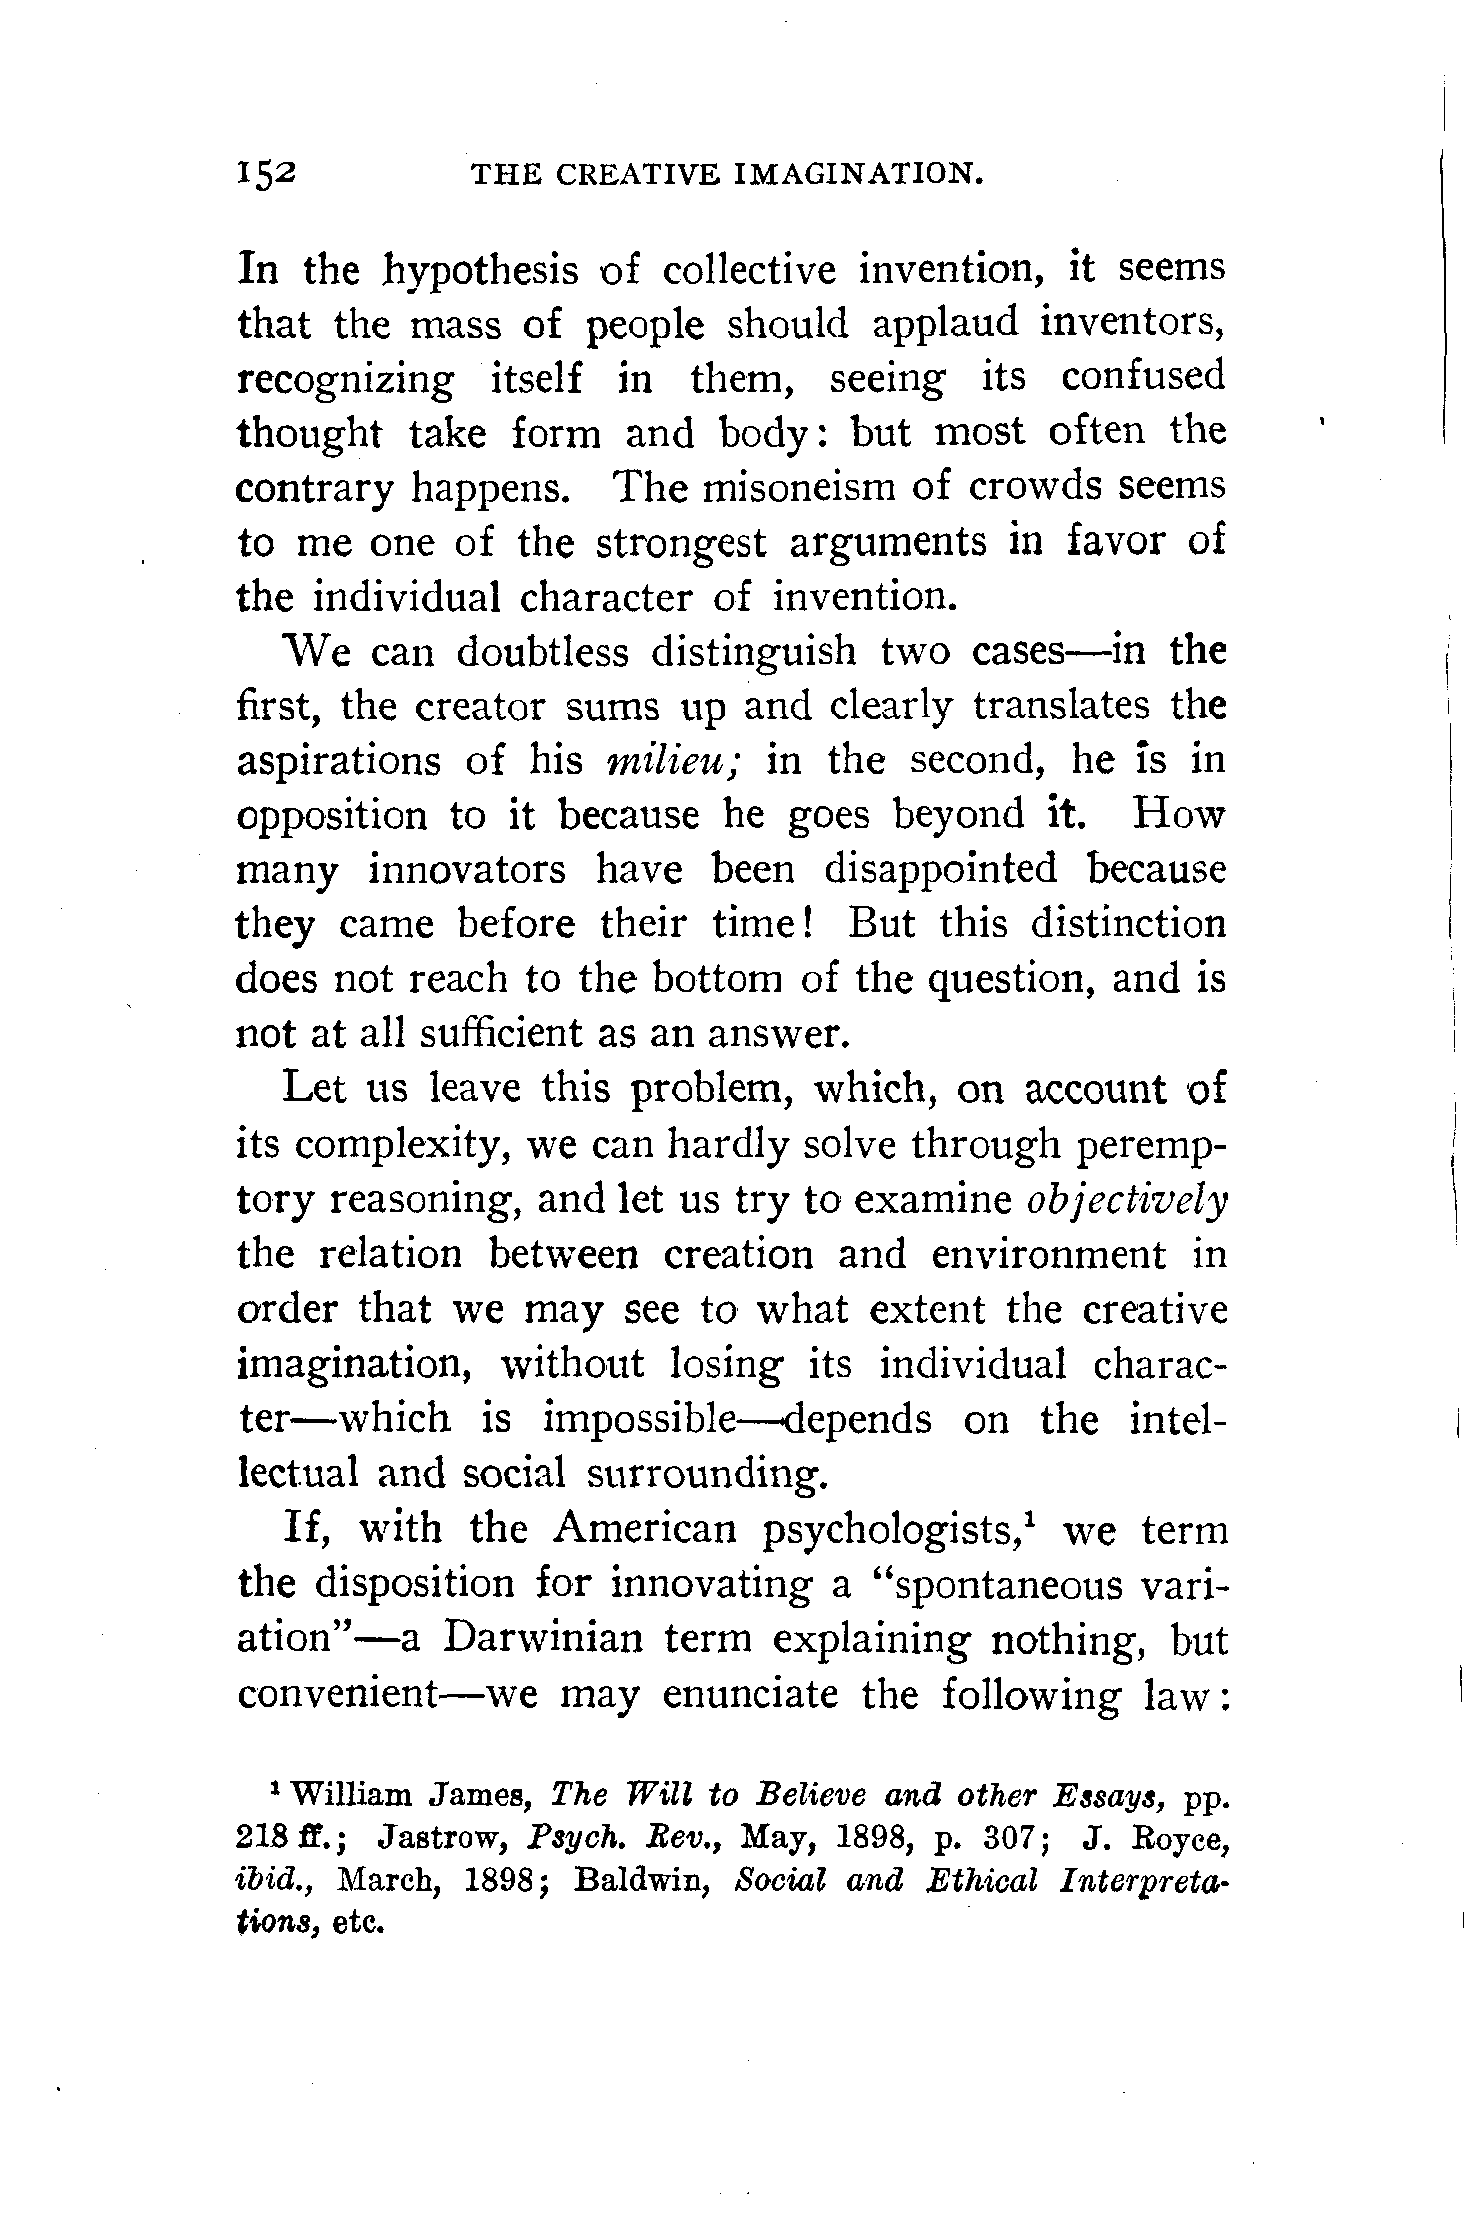 152 THE CREATIVE IMAGINATION.
In the hypothesis of collective invention, it seems
that the mass of people should applaud inventors,
recognizing itself in them, seeing its confused
thought take form and body: but most often the
contrary happens. The misoneism of crowds seems
to me one of the strongest arguments in favor of
the individual character of invention.
We can doubtless distinguish two cases—in the
first, the creator sums up and clearly translates the
aspirations of his milieu; in the second, he is in
opposition to it because he goes beyond it. How
many innovators have been disappointed because
they came before their time! But this distinction
does not reach to the bottom of the question, and is
not at all sufficient as an answer.
Let us leave this problem, which, on account of
its complexity, we can hardly solve through peremp-
tory reasoning, and let us try to examine objectively
the relation between creation and environment in
order that we may see to what extent the creative
imagination, without losing its individual charac-
ter—which is impossible—depends on the intel-
lectual and social surrounding.
If, with the American psychologists,¹ we term
the disposition for innovating a “spontaneous vari-
ation”—a Darwinian term explaining nothing, but
convenient—we may enunciate the following law:
¹ William James, The Will to Believe and other Essays, pp.
218 ff.; Jastrow, Psych. Rev., May, 1898, p. 307; J. Royce,
ibid., March, 1898; Baldwin, Social and Ethical Interpreta-
tions, etc.